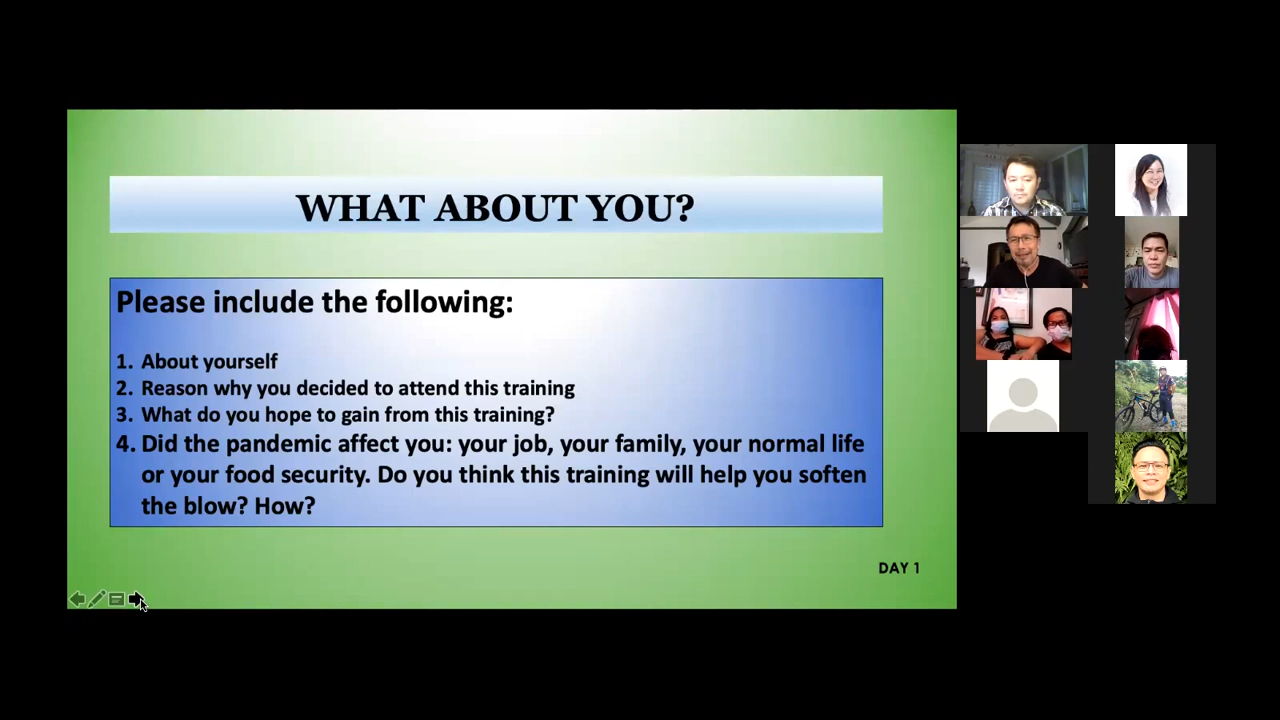 WHAT ABOUT YOU?
Please include the following:
1. About yourself
2. Reason why you decided to attend this training
3. What do you hope to gain from this training?
4. Did the pandemic affect you: your job, your family, your normal life
or your food security. Do you think this training will help you soften
the blow? How?
DAY 1